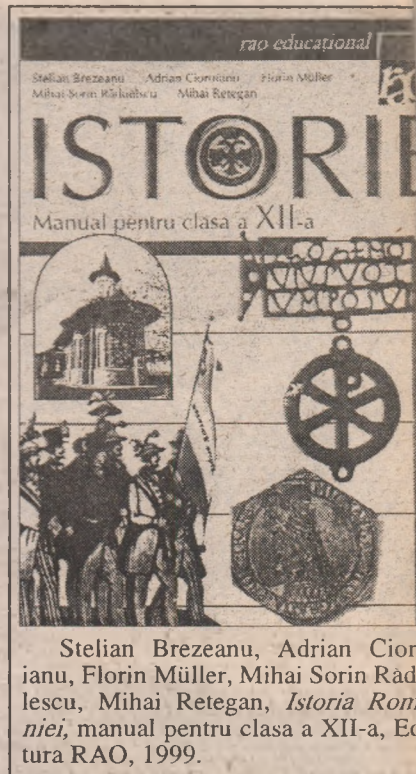 rao educațional
Stelian Brezeanu Adrian Cioroianu Florin Müller
Mihai-Sorin Rădulescu Mihai Retegan
ISTORIE
Manual pentru clasa a XII-a
Stelian Brezeanu, Adrian Cior
ianu, Florin Müller, Mihai Sorin Răd
lescu, Mihai Retegan, Istoria Rom
niei, manual pentru clasa a XII-a, Ed
tura RAO, 1999.